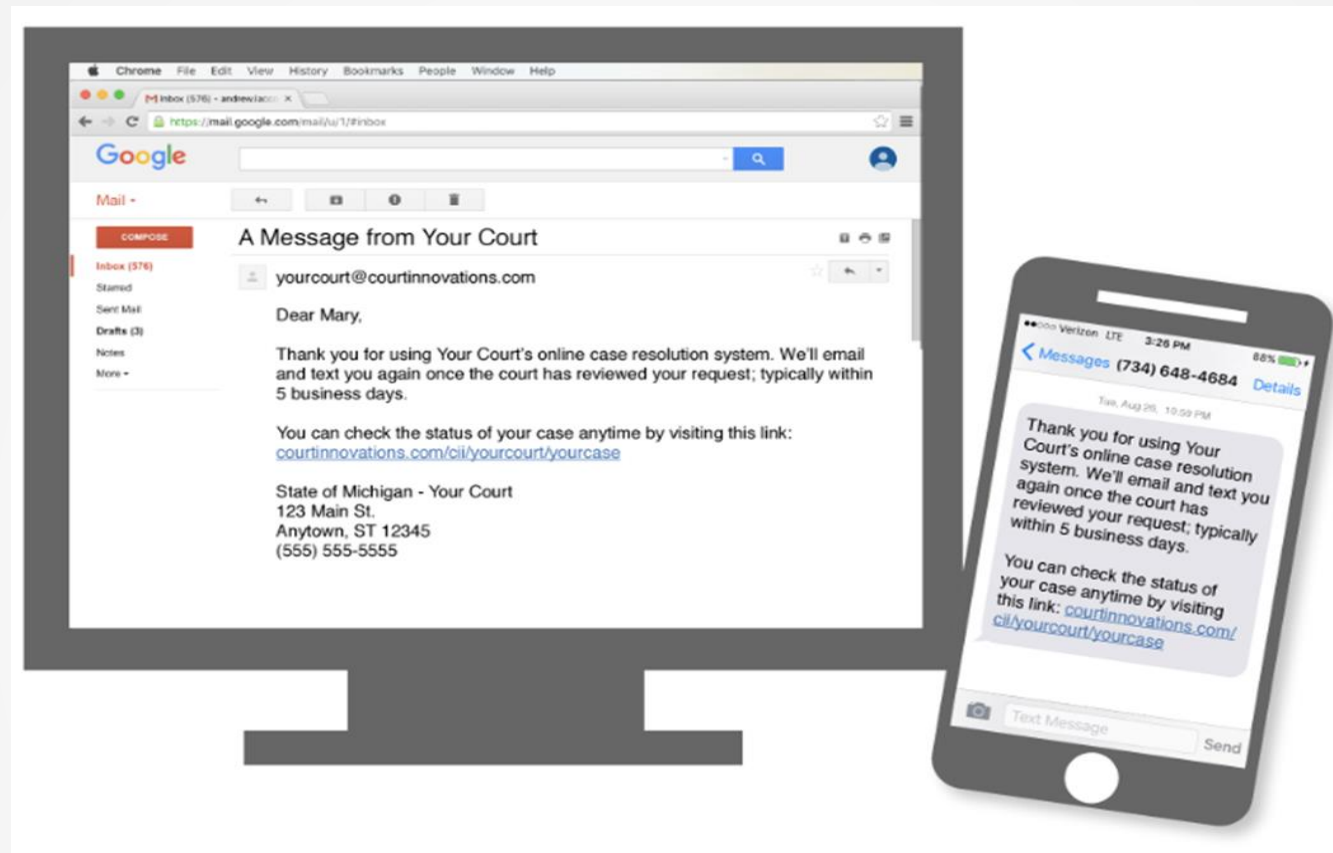 Chrome File Edit View History Bookmarks People Window Help
Inbox (576) - andrewiacco
https://mail.google.com/mail/u/1/#inbox
Google
Mail
COMPOSE
A Message from Your Court
Inbox (576)
Starred
Sent Mail
Drafts (3)
Notes
More
yourcourt@courtinnovations.com
Dear Mary,
Thank you for using Your Court's online case resolution system. We'll email
and text you again once the court has reviewed your request; typically within
5 business days.
You can check the status of your case anytime by visiting this link:
courtinnovations.com/cii/yourcourt/yourcase
State of Michigan - Your Court
123 Main St.
Anytown, ST 12345
(555) 555-5555
Verizon LTE 3:26 PM 88%
Messages (734) 648-4684 Details
Tue, Aug 26, 10:59 PM
Thank you for using Your
Court's online case resolution
system. We'll email and text you
again once the court has
reviewed your request; typically
within 5 business days.
You can check the status of
your case anytime by visiting
this link: courtinnovations.com/
cii/yourcourt/yourcase
Text Message Send